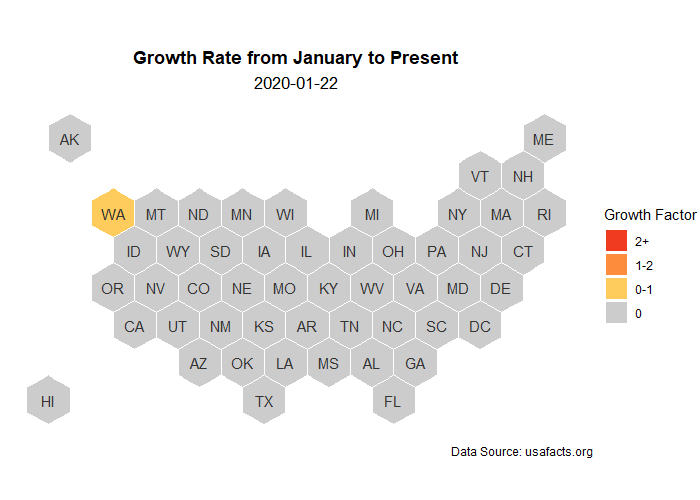 Growth Rate from January to Present
2020-01-22
AK
ME
VT NH
WA MT ND MN WI MI NY MA RI
ID WY SD IA IL IN OH PA NJ CT
OR NV CO NE MO KY WV VA MD DE
CA UT NM KS AR TN NC SC DC
AZ OK LA MS AL GA
HI TX FL
Growth Factor
2+
1-2
0-1
0
Data Source: usafacts.org